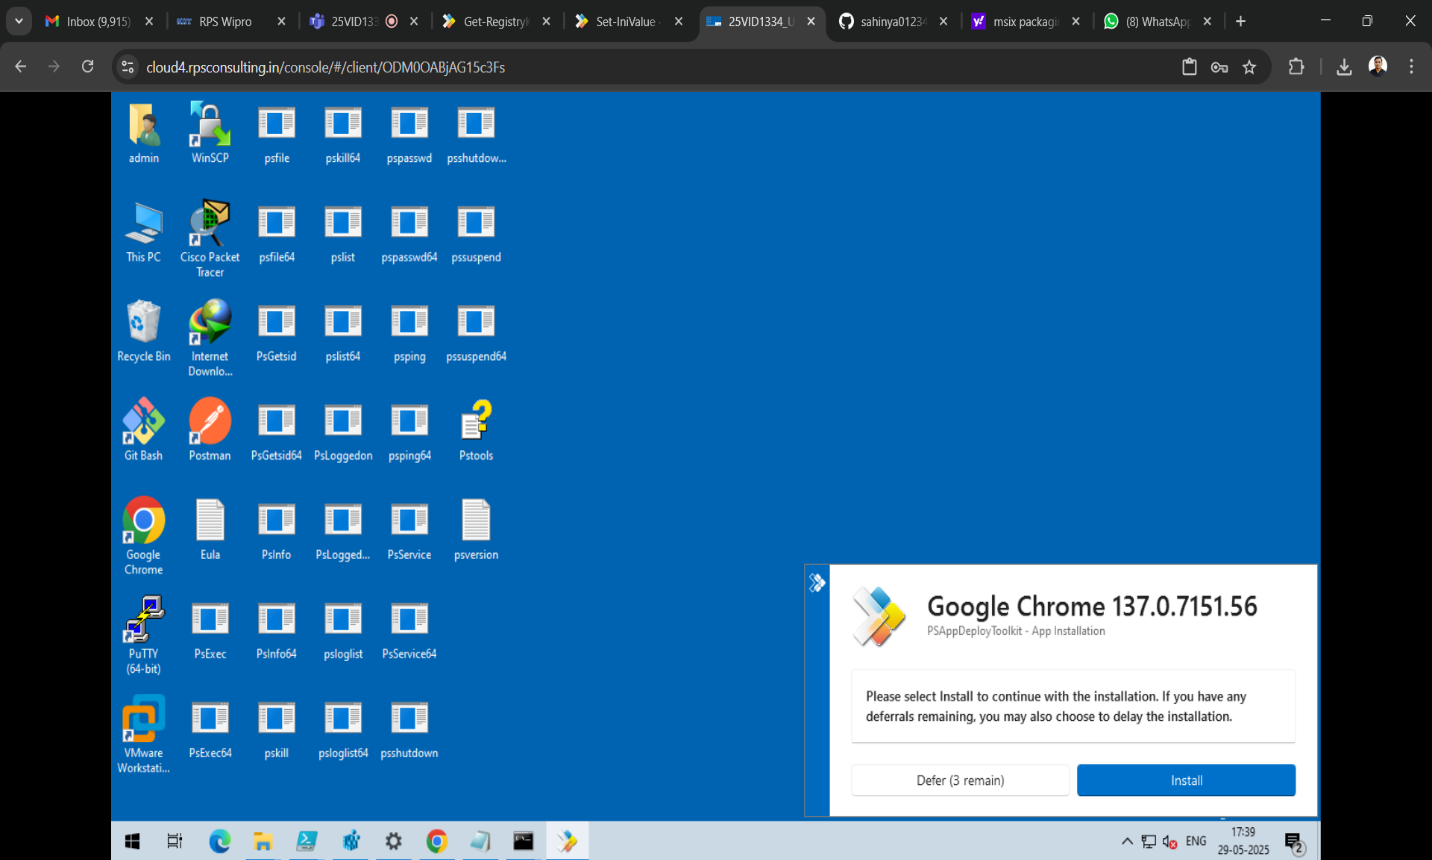 Inbox (9,915)
RPS Wipro
25VID133
Get-Registryk
Set-IniValue
25VID1334_U
sahinya01234
msix packagi
(8) WhatsApp
cloud4.rpsconsulting.in/console/#/client/ODM0OABjAG15c3Fs
admin
WinSCP
psfile
pskill64
pspasswd
psshutdow...
This PC
Cisco Packet
Tracer
psfile64
pslist
pspasswd64
pssuspend
Recycle Bin
Internet
Downlo...
PsGetsid
pslist64
psping
pssuspend64
Git Bash
Postman
PsGetsid64
PsLoggedon
psping64
Pstools
Google
Chrome
Eula
PsInfo
PsLogged...
PsService
psversion
PuTTY
(64-bit)
PsExec
PsInfo64
psloglist
PsService64
VMware
Workstati...
PsExec64
pskill
psloglist64
psshutdown
Google Chrome 137.0.7151.56
PSAppDeployToolkit - App Installation
Please select Install to continue with the installation. If you have any
deferrals remaining, you may also choose to delay the installation.
Defer (3 remain)
Install
ENG
17:39
29-05-2025
2